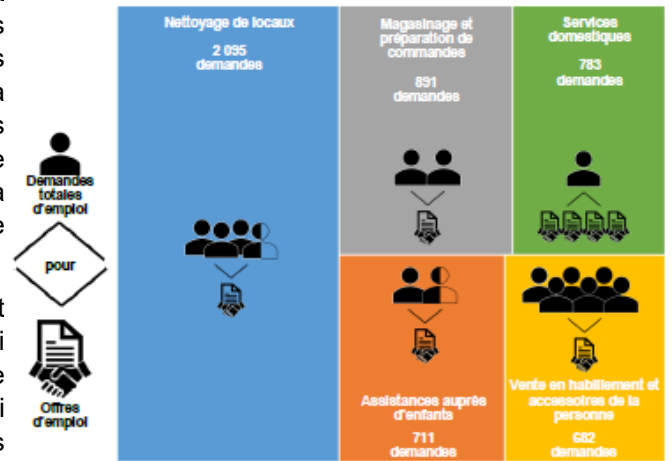 Demandes
totales
d'emploi
pour
Offres
d'emploi
Nettoyage de locaux
2 095
demandes
Magasinage et
préparation de
commandes
891
demandes
Services
domestiques
783
demandes
Assistances auprès
d'enfants
711
demandes
Vente en habillement et
accessoires de la
personne
682
demandes